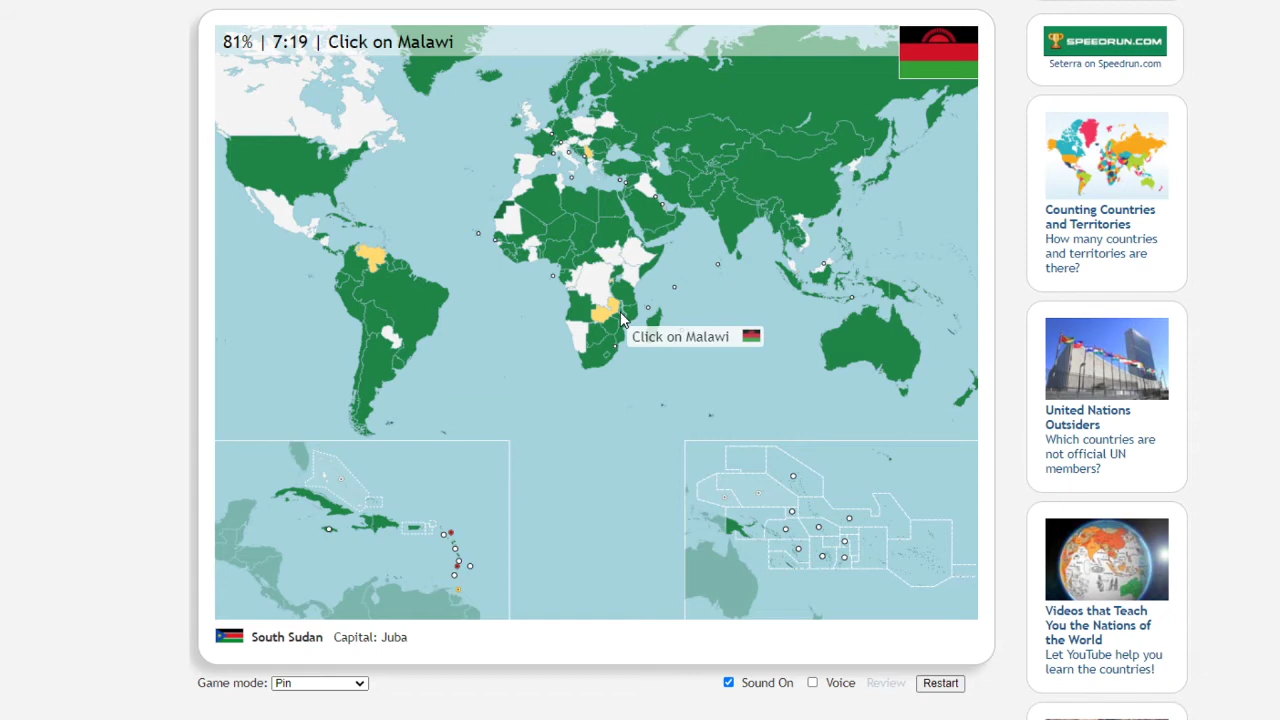 81% | 7:19 | Click on Malawi
Click on Malawi
South Sudan Capital: Juba
Game mode: Pin
Sound On Voice Review Restart
SPEEDRUN.COM
Seterra on Speedrun.com
Counting Countries
and Territories
How many countries
and territories are
there?
United Nations
Outsiders
Which countries are
not official UN
members?
Videos that Teach
You the Nations of
the World
Let YouTube help you
learn the countries!